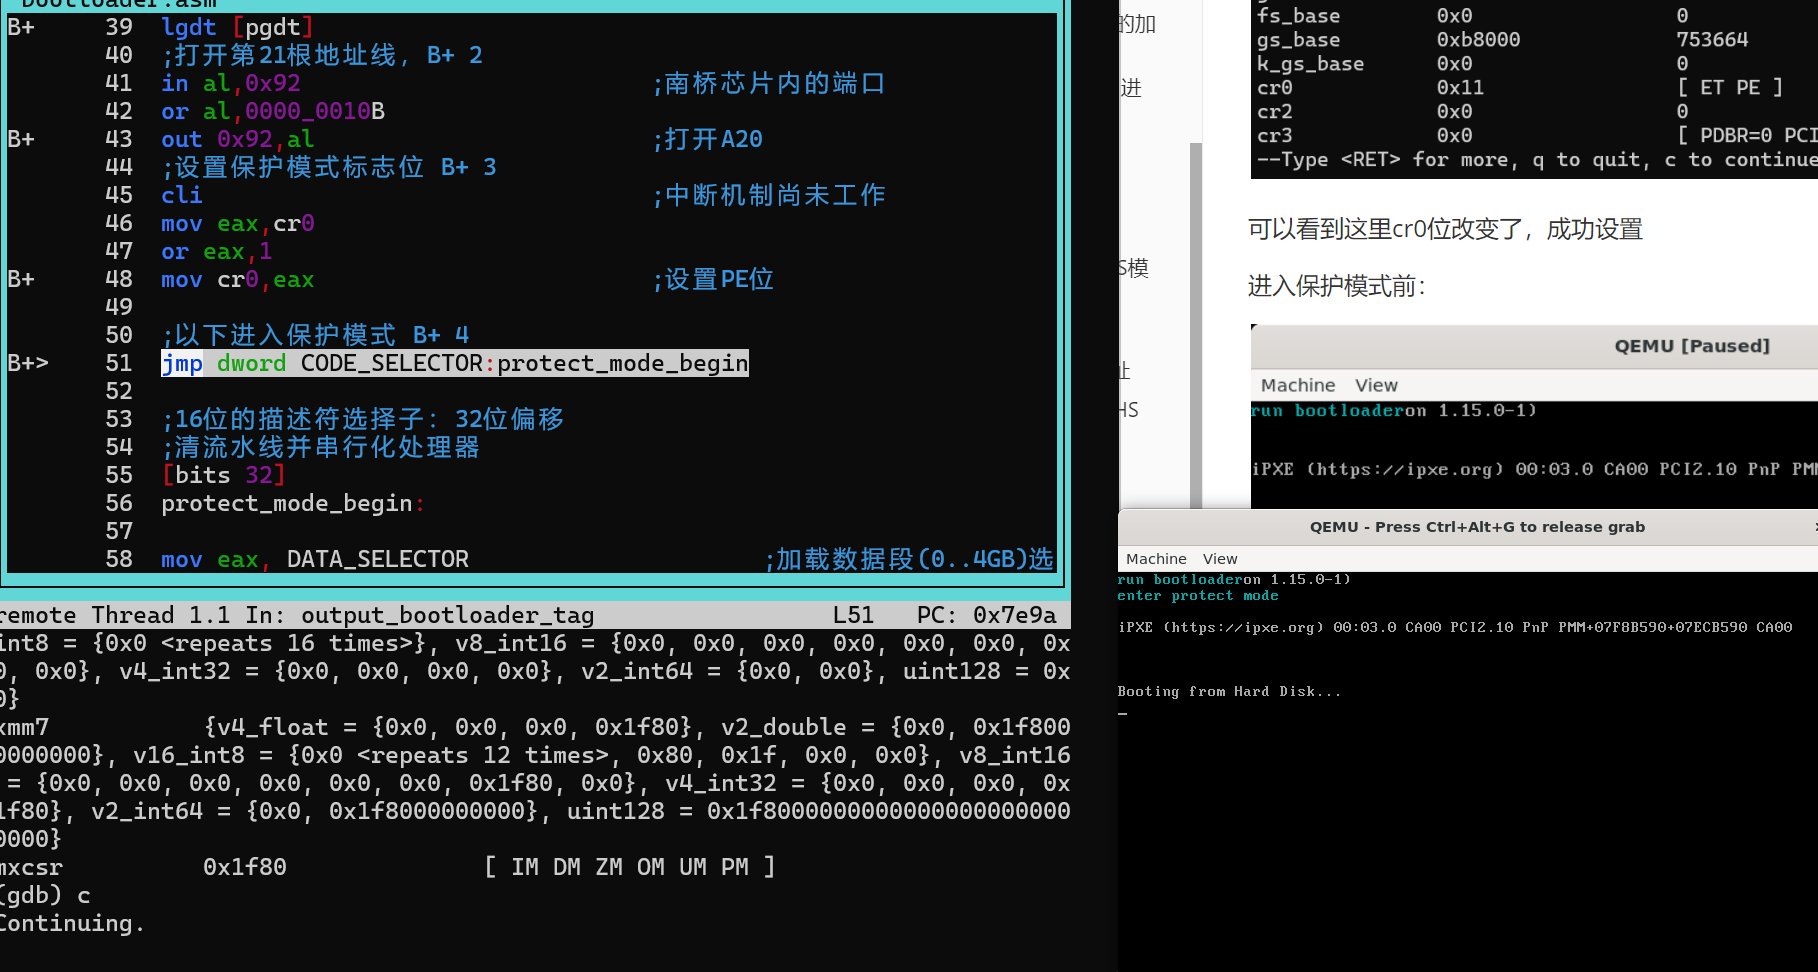 bootloader.asm
B+ 39 lgdt [pgdt]
40 ;打开第21根地址线, B+ 2
41 in al,0x92 ;南桥芯片内的端口
42 or al,0000_0010B
B+ 43 out 0x92,al ;打开A20
44 ;设置保护模式标志位 B+ 3
45 cli ;中断机制尚未工作
46 mov eax,cr0
47 or eax,1
B+ 48 mov cr0,eax ;设置PE位
49
50 ;以下进入保护模式 B+ 4
B+> 51 jmp dword CODE_SELECTOR:protect_mode_begin
52
53 ;16位的描述符选择子: 32位偏移
54 ;清流水线并串行化处理器
55 [bits 32]
56 protect_mode_begin:
57
58 mov eax, DATA_SELECTOR ;加载数据段(0..4GB)选
remote Thread 1.1 In: output_bootloader_tag L51 PC: 0x7e9a
int8 = {0x0 <repeats 16 times>}, v8_int16 = {0x0, 0x0, 0x0, 0x0, 0x0, 0x0, 0x
0, 0x0}, v4_int32 = {0x0, 0x0, 0x0, 0x0}, v2_int64 = {0x0, 0x0}, uint128 = 0x
0}
xmm7 {v4_float = {0x0, 0x0, 0x0, 0x1f80}, v2_double = {0x0, 0x1f800
0000000}, v16_int8 = {0x0 <repeats 12 times>, 0x80, 0x1f, 0x0, 0x0}, v8_int16
= {0x0, 0x0, 0x0, 0x0, 0x0, 0x0, 0x1f80, 0x0}, v4_int32 = {0x0, 0x0, 0x0, 0x
1f80}, v2_int64 = {0x0, 0x1f8000000000}, uint128 = 0x1f8000000000000000000000
0000}
mxcsr 0x1f80 [ IM DM ZM OM UM PM ]
(gdb) c
Continuing.
的加
进
S模
址
HS
fs_base 0x0 0
gs_base 0xb8000 753664
k_gs_base 0x0 0
cr0 0x11 [ ET PE ]
cr2 0x0 0
cr3 0x0 [ PDBR=0 PCI
--Type <RET> for more, q to quit, c to continue
可以看到这里cr0位改变了，成功设置
进入保护模式前：
QEMU [Paused]
Machine View
run bootloaderon 1.15.0-1)
iPXE (https://ipxe.org) 00:03.0 CA00 PCI2.10 PnP PMM
QEMU - Press Ctrl+Alt+G to release grab
Machine View
run bootloaderon 1.15.0-1)
enter protect mode
iPXE (https://ipxe.org) 00:03.0 CA00 PCI2.10 PnP PMM+07F8B590+07ECB590 CA00
Booting from Hard Disk...